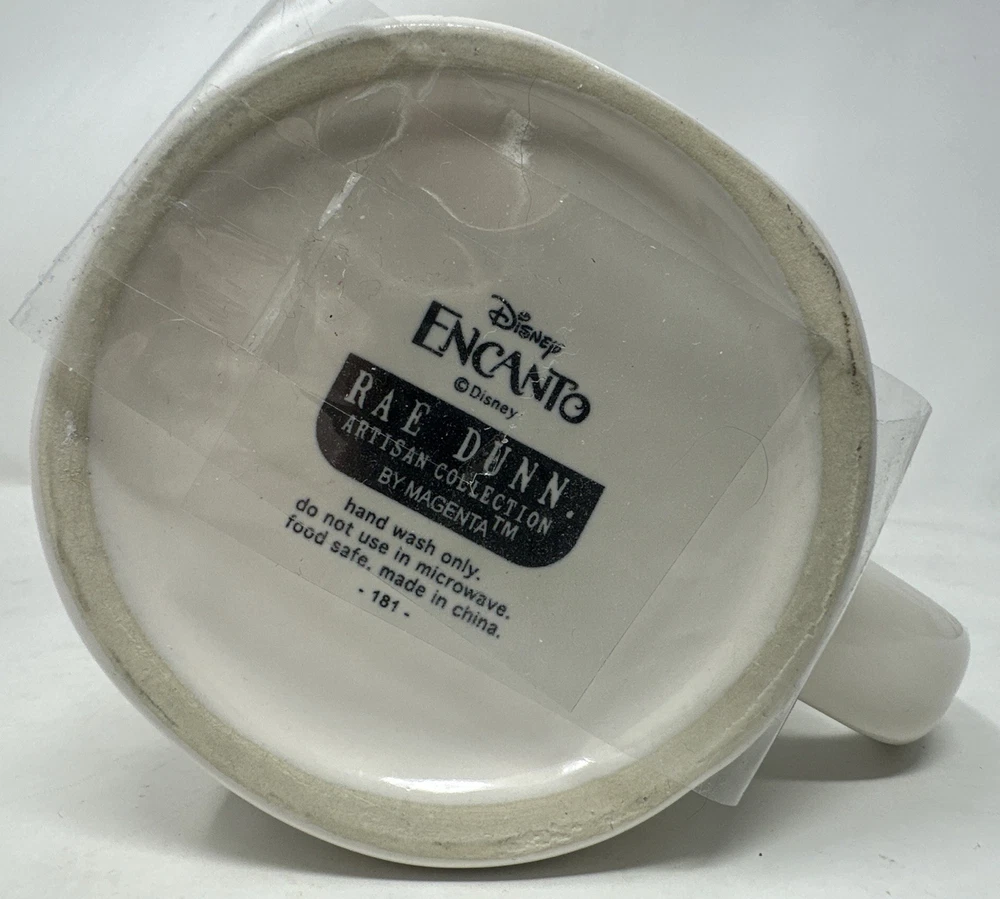 Disney
ENCANTO
©Disney
RAE DUNN.
ARTISAN COLLECTION
BY MAGENTA™
hand wash only.
do not use in microwave.
food safe. made in china.
- 181 -